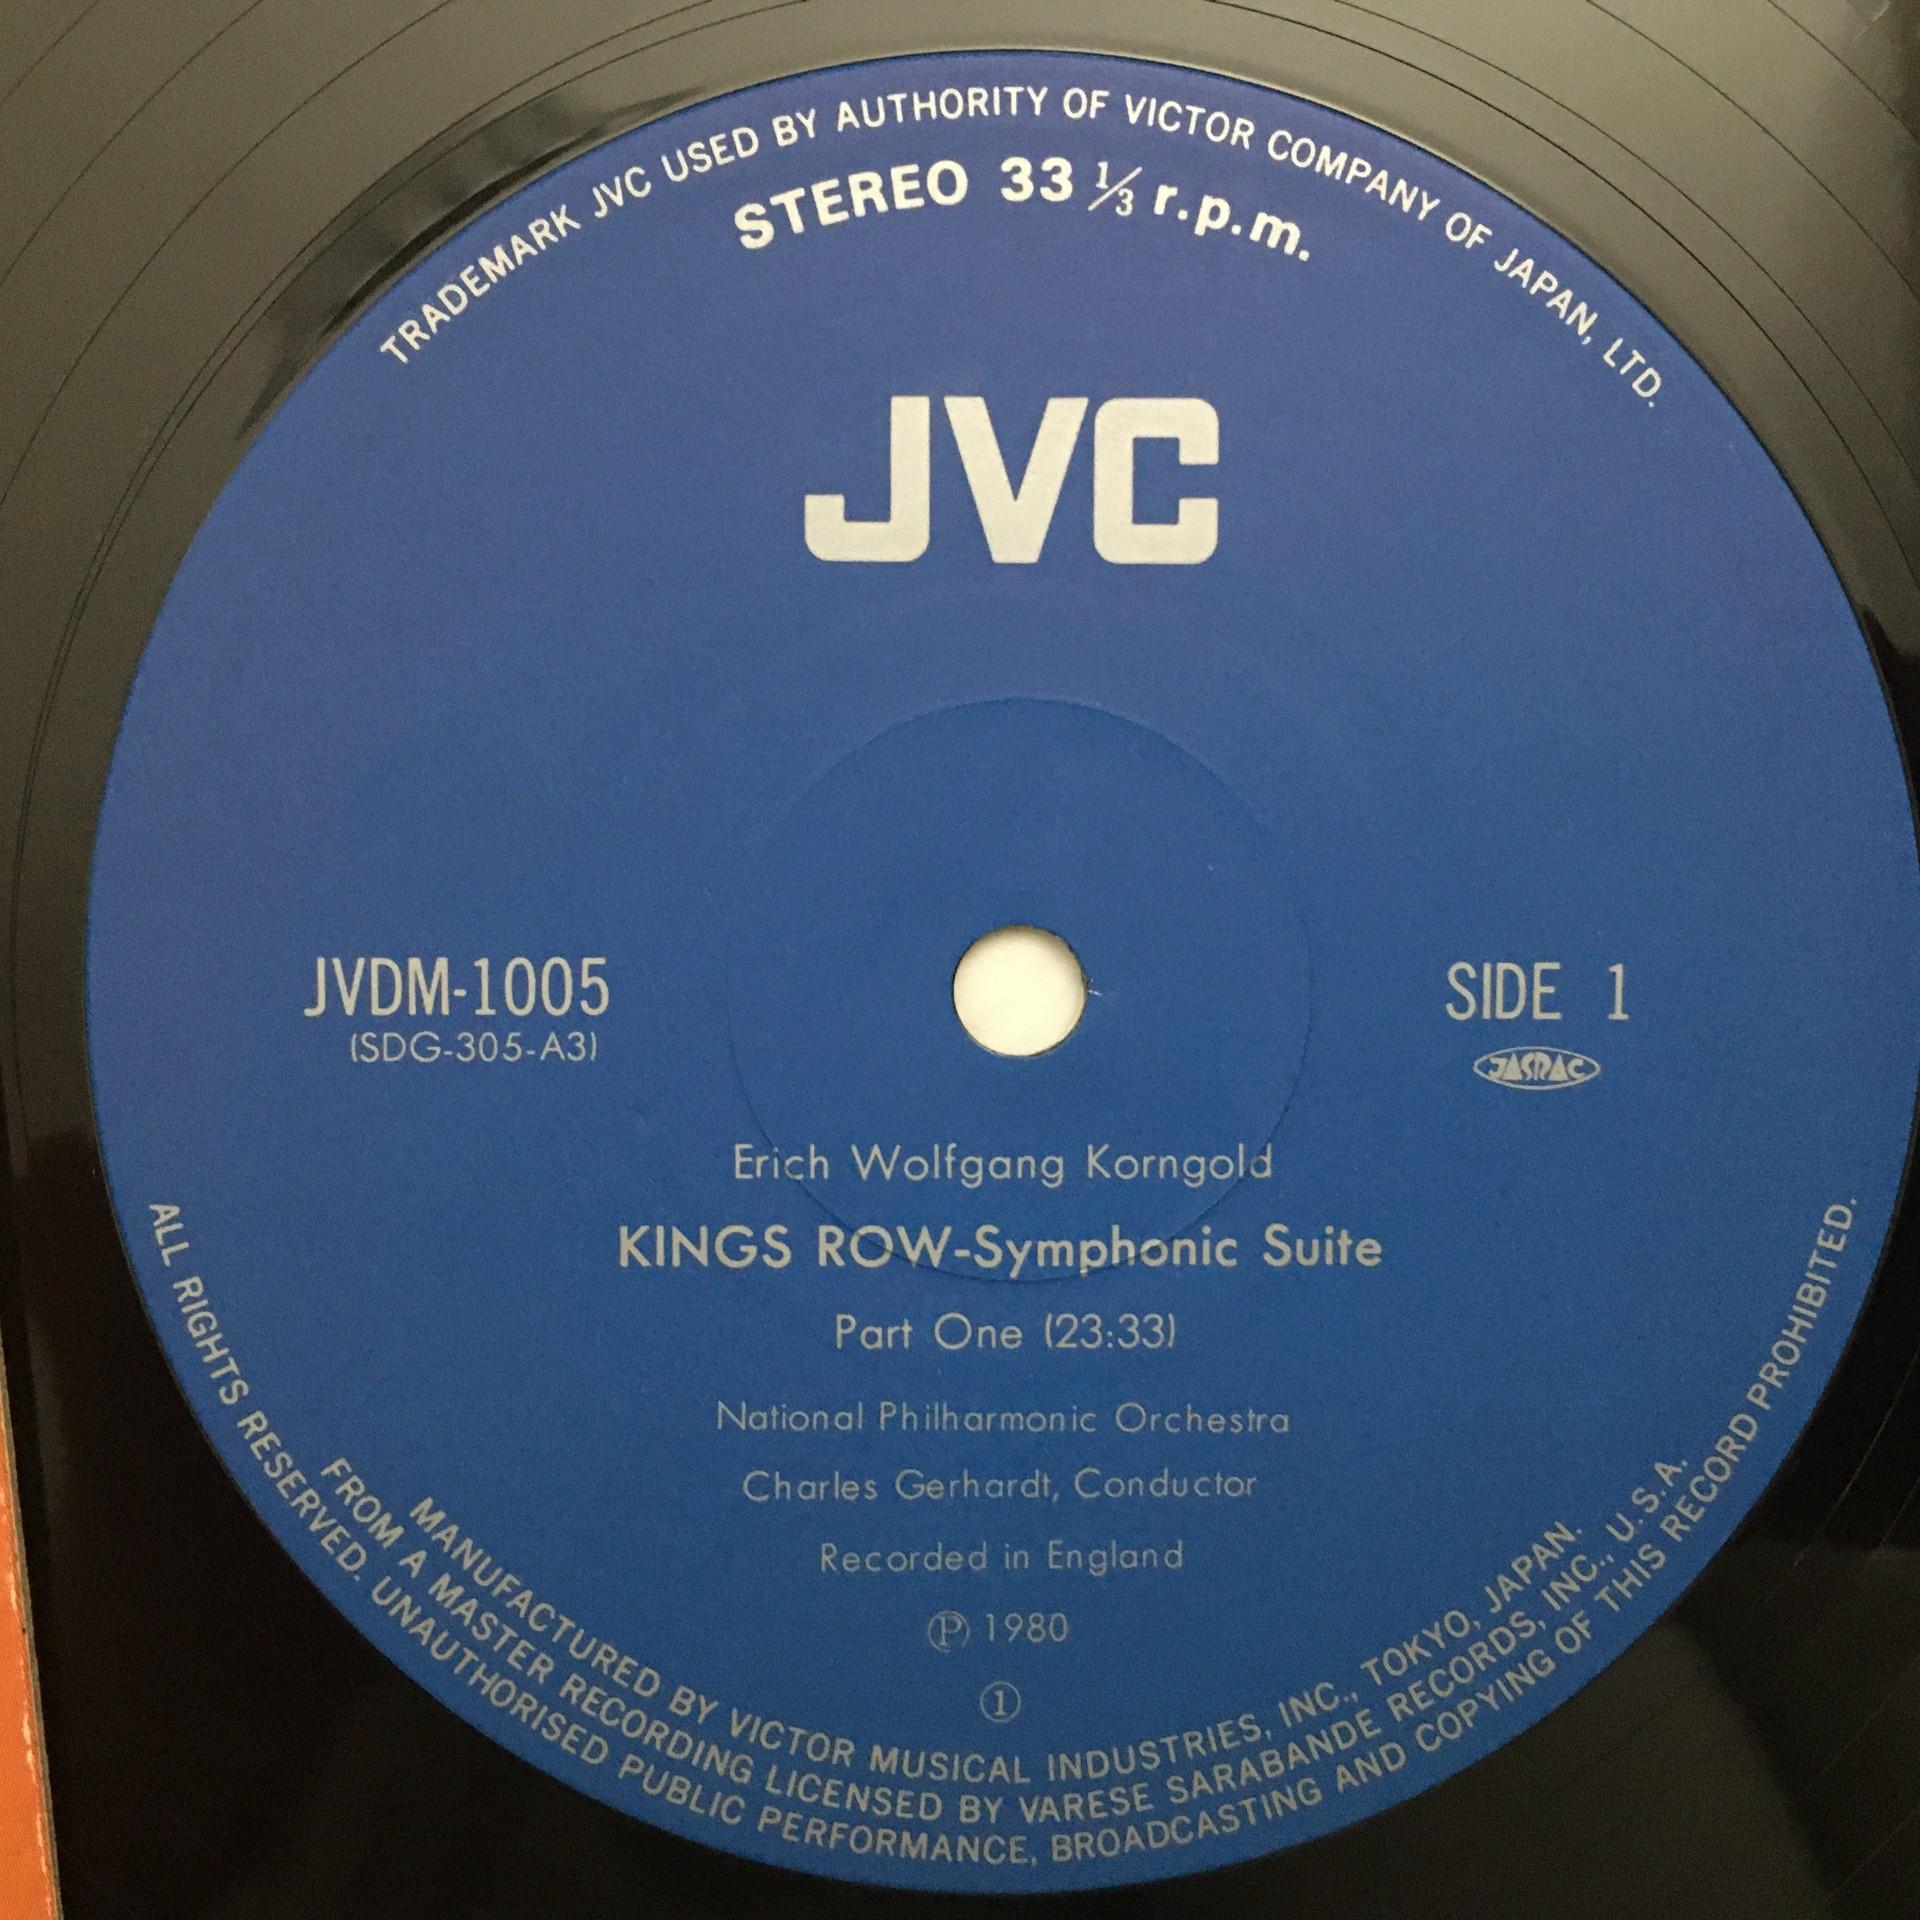 TRADEMARK JVC USED BY AUTHORITY OF VICTOR COMPANY OF JAPAN, LTD.
STEREO 33 1/3 r.p.m.
JVC
JVDM-1005
(SDG-305-A3)
SIDE 1
JASRAC
Erich Wolfgang Korngold
KINGS ROW-Symphonic Suite
Part One (23:33)
National Philharmonic Orchestra
Charles Gerhardt, Conductor
Recorded in England
Ⓟ 1980
①
MANUFACTURED BY VICTOR MUSICAL INDUSTRIES, INC., TOKYO, JAPAN.
FROM A MASTER RECORDING LICENSED BY VARESE SARABANDE RECORDS, INC., U.S.A.
ALL RIGHTS RESERVED. UNAUTHORISED PUBLIC PERFORMANCE, BROADCASTING AND COPYING OF THIS RECORD PROHIBITED.